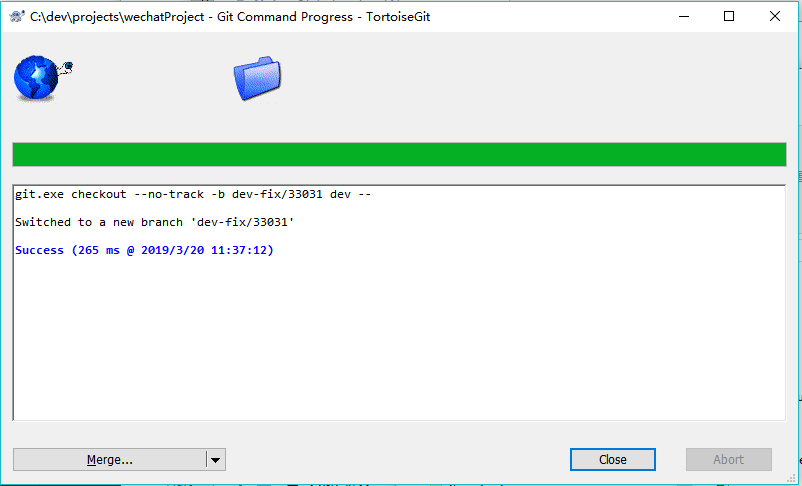 C:\dev\projects\wechatProject - Git Command Progress - TortoiseGit
git.exe checkout --no-track -b dev-fix/33031 dev --
Switched to a new branch 'dev-fix/33031'
Success (265 ms @ 2019/3/20 11:37:12)
Merge...
Close
Abort